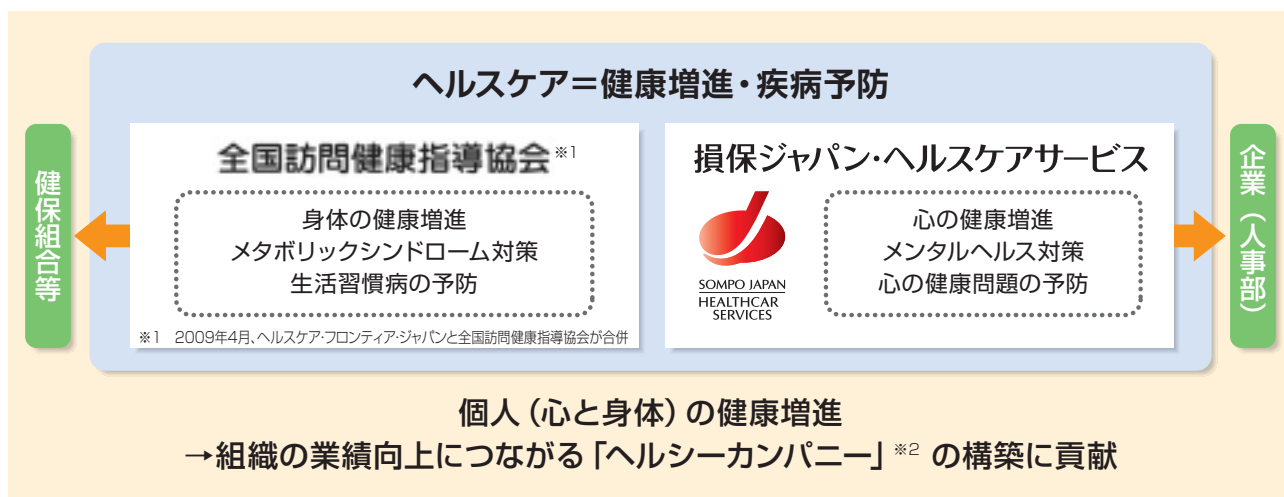 ヘルスケア=健康増進・疾病予防
健保組合等
全国訪問健康指導協会※1
身体の健康増進
メタボリックシンドローム対策
生活習慣病の予防
※1 2009年4月、ヘルスケア・フロンティア・ジャパンと全国訪問健康指導協会が合併
損保ジャパン・ヘルスケアサービス
SOMPO JAPAN
HEALTHCAR
SERVICES
心の健康増進
メンタルヘルス対策
心の健康問題の予防
企業(人事部)
個人(心と身体)の健康増進
→組織の業績向上につながる「ヘルシーカンパニー」※2 の構築に貢献